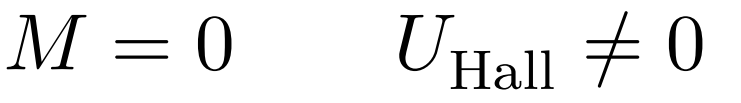 M = 0 U_Hall ≠ 0